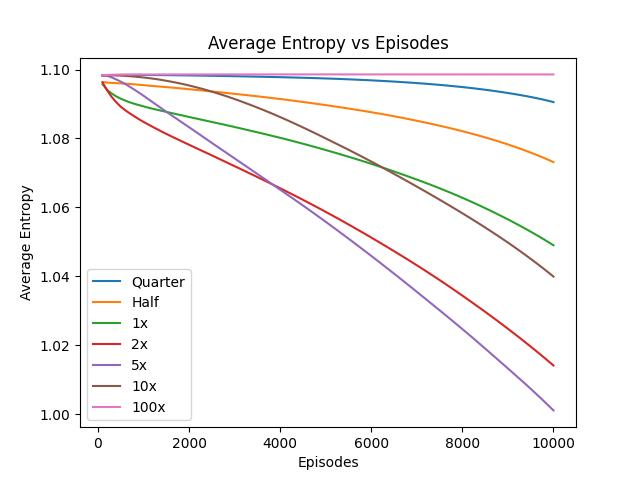 Average Entropy vs Episodes
Average Entropy
1.10
1.08
1.06
1.04
1.02
1.00
Quarter
Half
1x
2x
5x
10x
100x
0 2000 4000 6000 8000 10000
Episodes